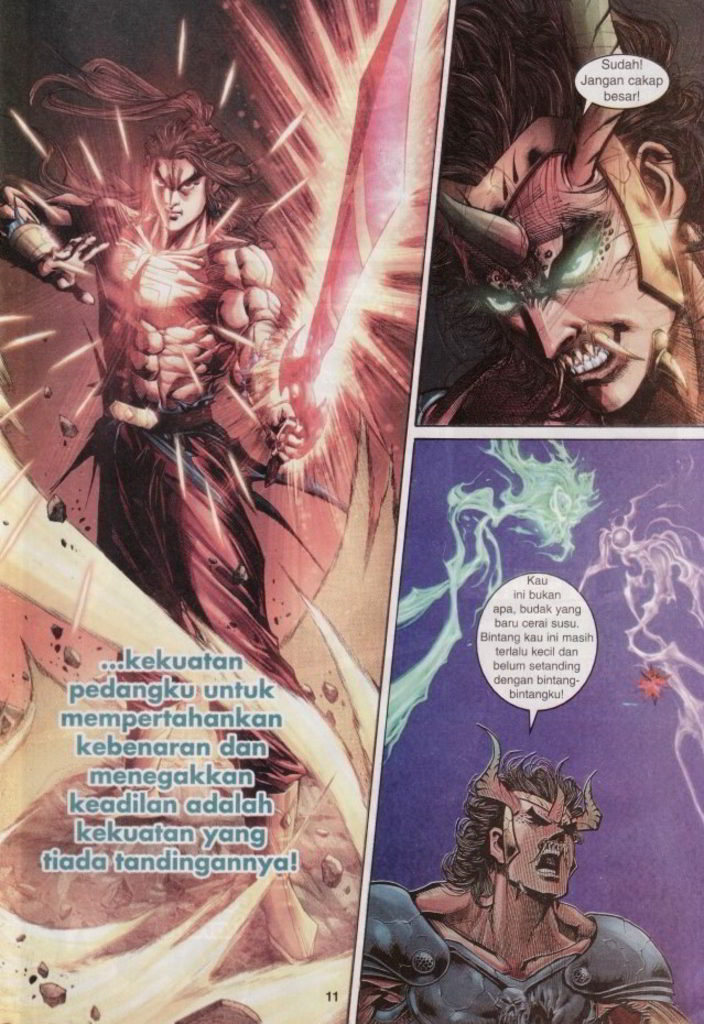 ...kekuatan
pedangku untuk
mempertahankan
kebenaran dan
menegakkan
keadilan adalah
kekuatan yang
tiada tandingannya!
Sudah!
Jangan cakap
besar!
Kau
ini bukan
apa, budak yang
baru cerai susu.
Bintang kau ini masih
terlalu kecil dan
belum setanding
dengan bintang-
bintangku!
11